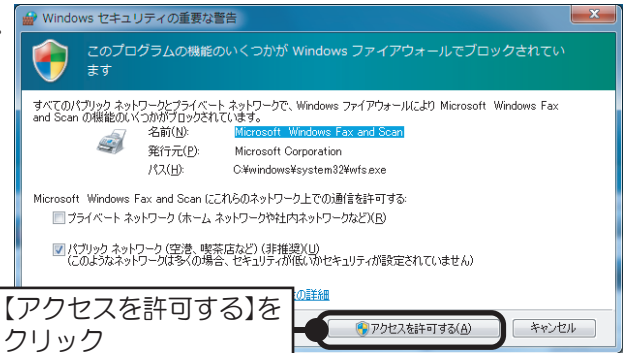 Windows セキュリティの重要な警告
このプログラムの機能のいくつかが Windows ファイアウォールでブロックされてい
ます
すべてのパブリック ネットワークとプライベート ネットワークで、Windows ファイアウォールにより Microsoft Windows Fax
and Scan の機能のいくつかがブロックされています。
名前(N): Microsoft Windows Fax and Scan
発行元(P): Microsoft Corporation
パス(H): C:¥windows¥system32¥wfs.exe
Microsoft Windows Fax and Scan にこれらのネットワーク上での通信を許可する:
プライベート ネットワーク (ホーム ネットワークや社内ネットワークなど)(R)
パブリック ネットワーク (空港、喫茶店など) (非推奨)(U)
(このようなネットワークは多くの場合、セキュリティが低いかセキュリティが設定されていません)
の詳細
【アクセスを許可する】を
クリック
アクセスを許可する(A) キャンセル